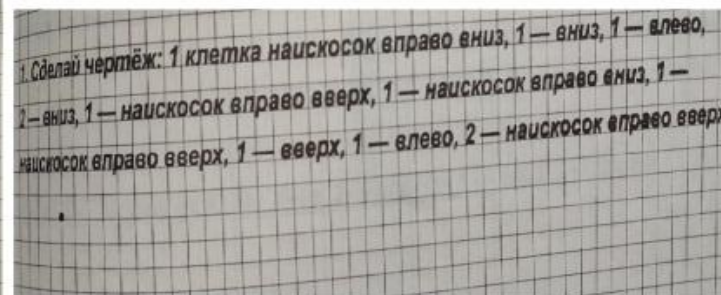 1. Сделай чертёж: 1 клетка наискосок вправо вниз, 1 — вниз, 1 — влево,
2 – вниз, 1 — наискосок вправо вверх, 1 — наискосок вправо вниз, 1 —
наискосок вправо вверх, 1 — вверх, 1 — влево, 2 — наискосок вправо вверх